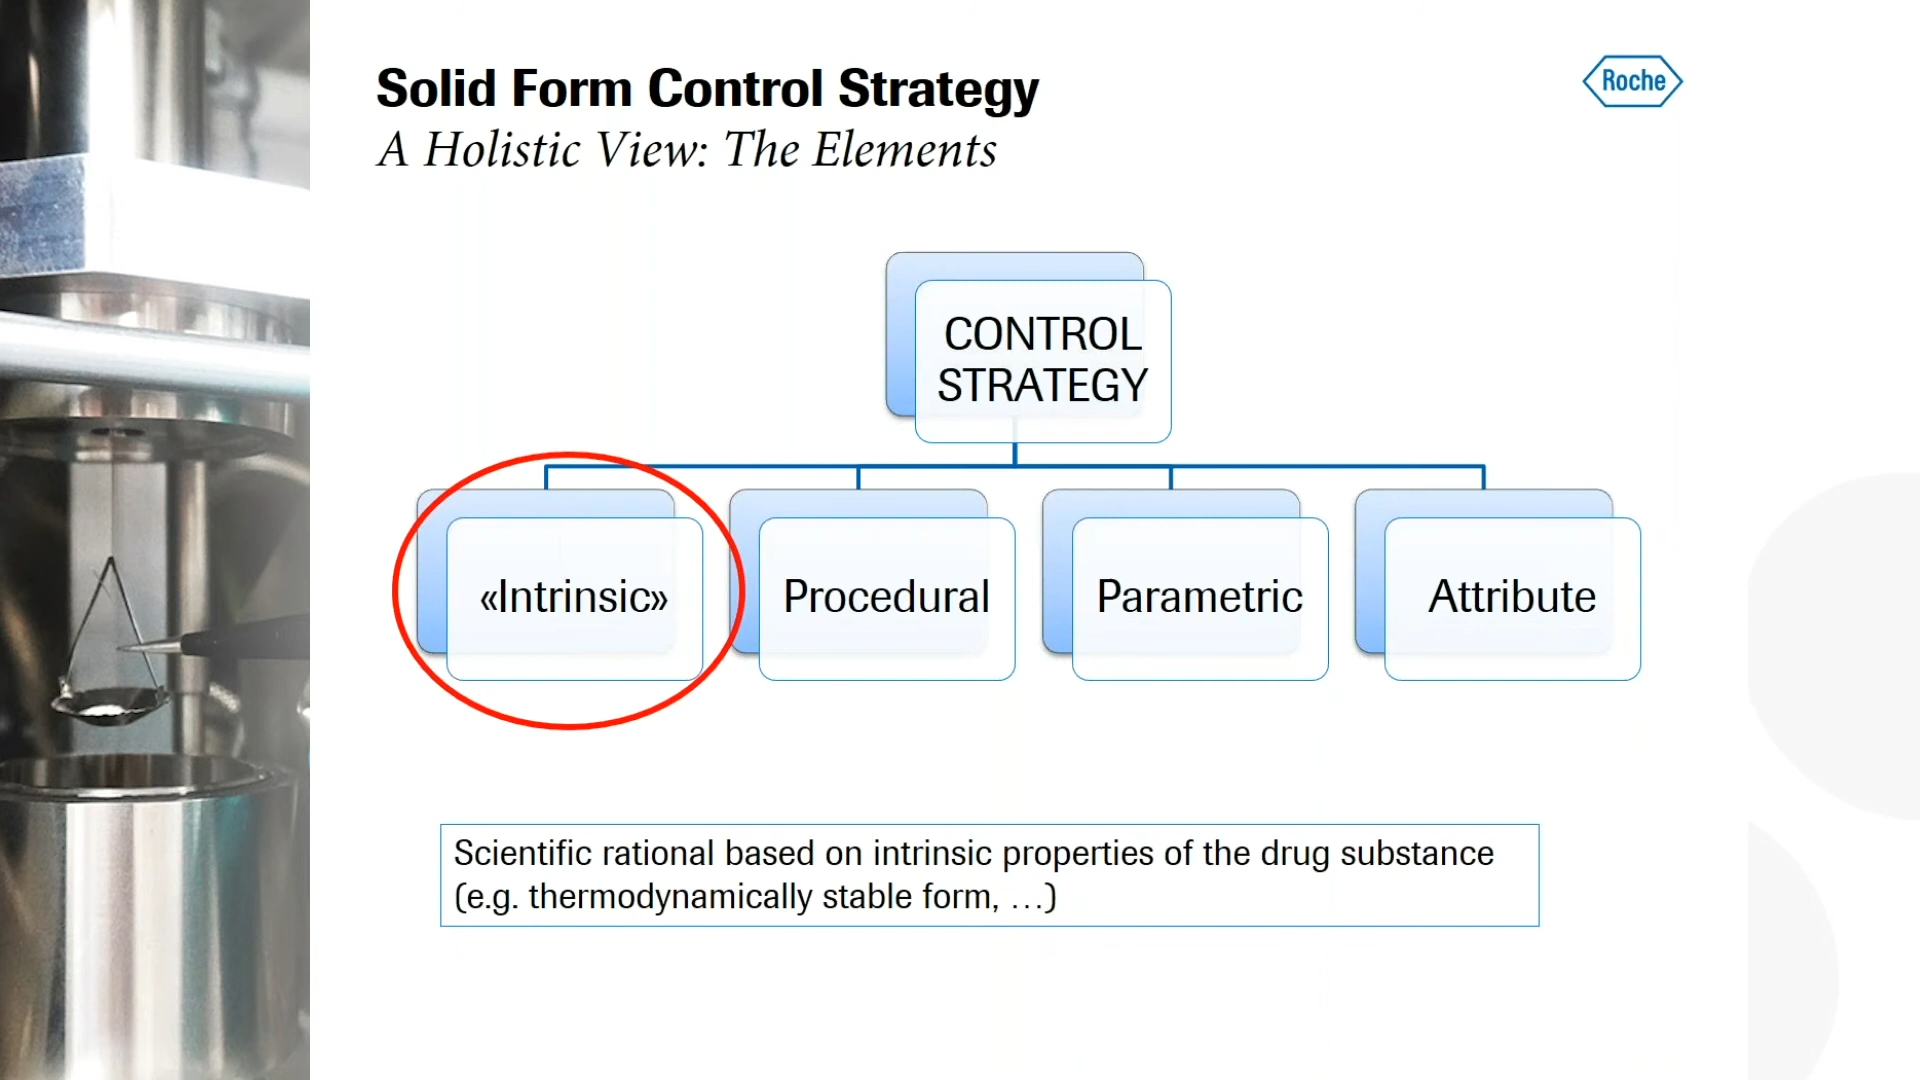 Solid Form Control Strategy
A Holistic View: The Elements
Roche
CONTROL
STRATEGY
«Intrinsic»
Procedural
Parametric
Attribute
Scientific rational based on intrinsic properties of the drug substance
(e.g. thermodynamically stable form, …)